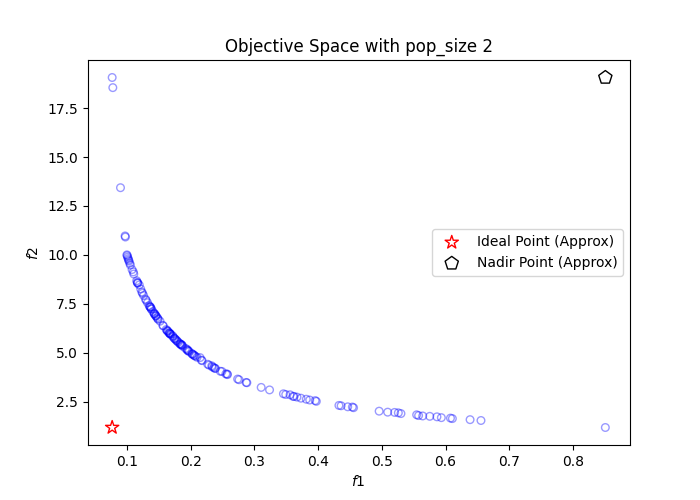 Objective Space with pop_size 2
f2
17.5
15.0
12.5
10.0
7.5
5.0
2.5
Ideal Point (Approx)
Nadir Point (Approx)
0.1 0.2 0.3 0.4 0.5 0.6 0.7 0.8
f1